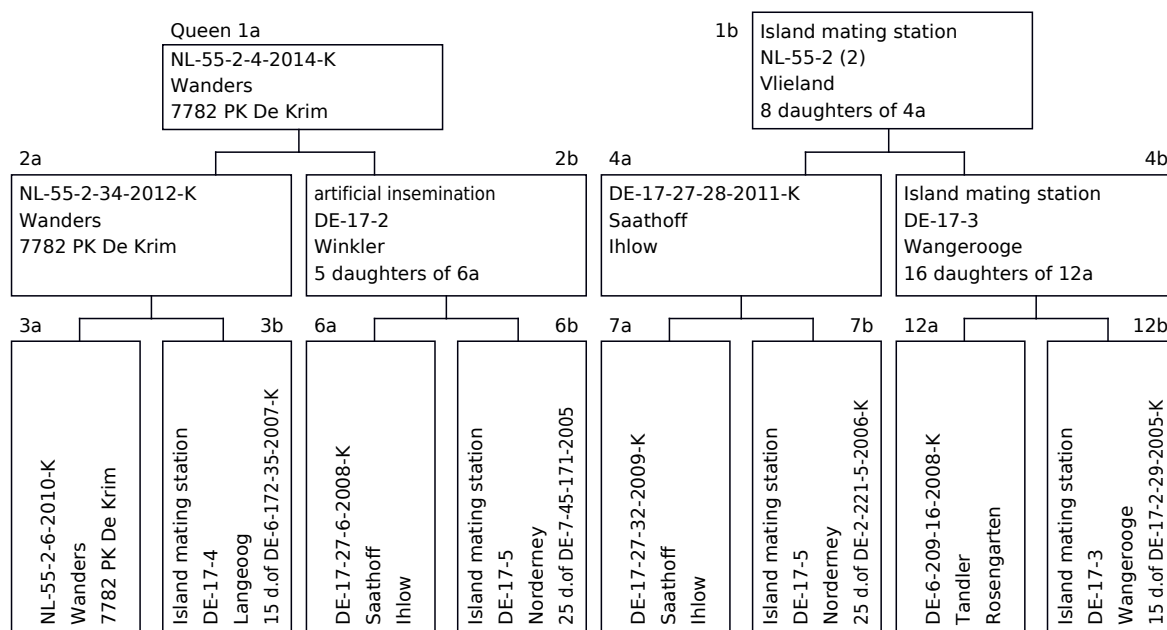 Queen 1a
NL-55-2-4-2014-K
Wanders
7782 PK De Krim
1b
Island mating station
NL-55-2 (2)
Vlieland
8 daughters of 4a
2a
NL-55-2-34-2012-K
Wanders
7782 PK De Krim
2b
artificial insemination
DE-17-2
Winkler
5 daughters of 6a
4a
DE-17-27-28-2011-K
Saathoff
Ihlow
4b
Island mating station
DE-17-3
Wangerooge
16 daughters of 12a
3a
NL-55-2-6-2010-K
Wanders
7782 PK De Krim
3b
Island mating station
DE-17-4
Langeoog
15 d.of DE-6-172-35-2007-K
6a
DE-17-27-6-2008-K
Saathoff
Ihlow
6b
Island mating station
DE-17-5
Norderney
25 d.of DE-7-45-171-2005
7a
DE-17-27-32-2009-K
Saathoff
Ihlow
7b
Island mating station
DE-17-5
Norderney
25 d.of DE-2-221-5-2006-K
12a
DE-6-209-16-2008-K
Tandler
Rosengarten
12b
Island mating station
DE-17-3
Wangerooge
15 d.of DE-17-2-29-2005-K